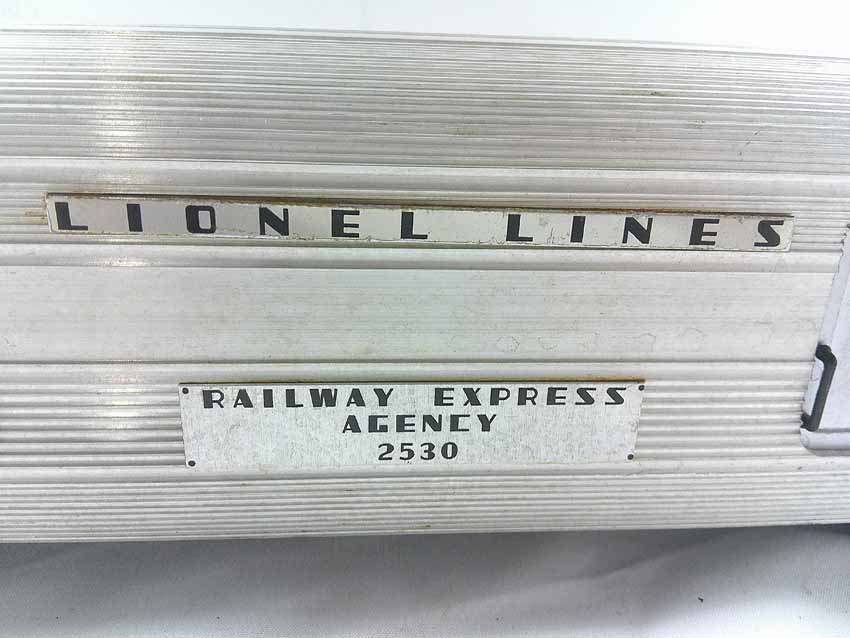 LIONEL LINES
RAILWAY EXPRESS
AGENCY
2530